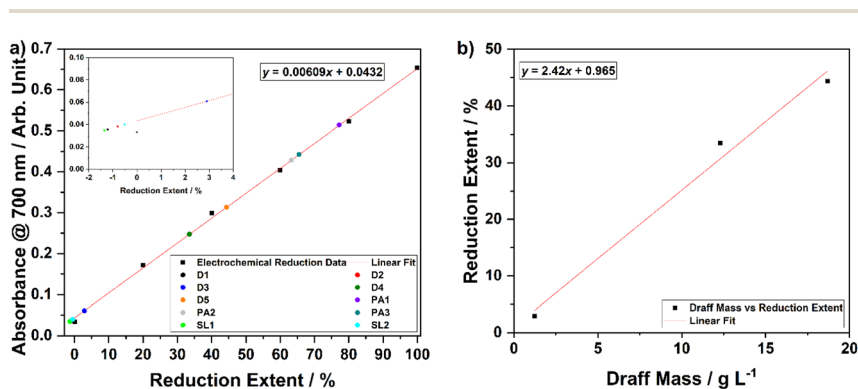 a)
Absorbance @ 700 nm / Arb. Unit
0.7
0.6
0.5
0.4
0.3
0.2
0.1
0.0
0 10 20 30 40 50 60 70 80 90 100
Reduction Extent / %
y = 0.00609x + 0.0432
0.10
0.08
0.06
0.04
0.02
0.00
-2 -1 0 1 2 3 4
Reduction Extent / %
Electrochemical Reduction Data Linear Fit
D1 D2
D3 D4
D5 PA1
PA2 PA3
SL1 SL2
b)
Reduction Extent / %
50
40
30
20
10
0
0 5 10 15 20
Draff Mass / g L-1
y = 2.42x + 0.965
Draff Mass vs Reduction Extent
Linear Fit